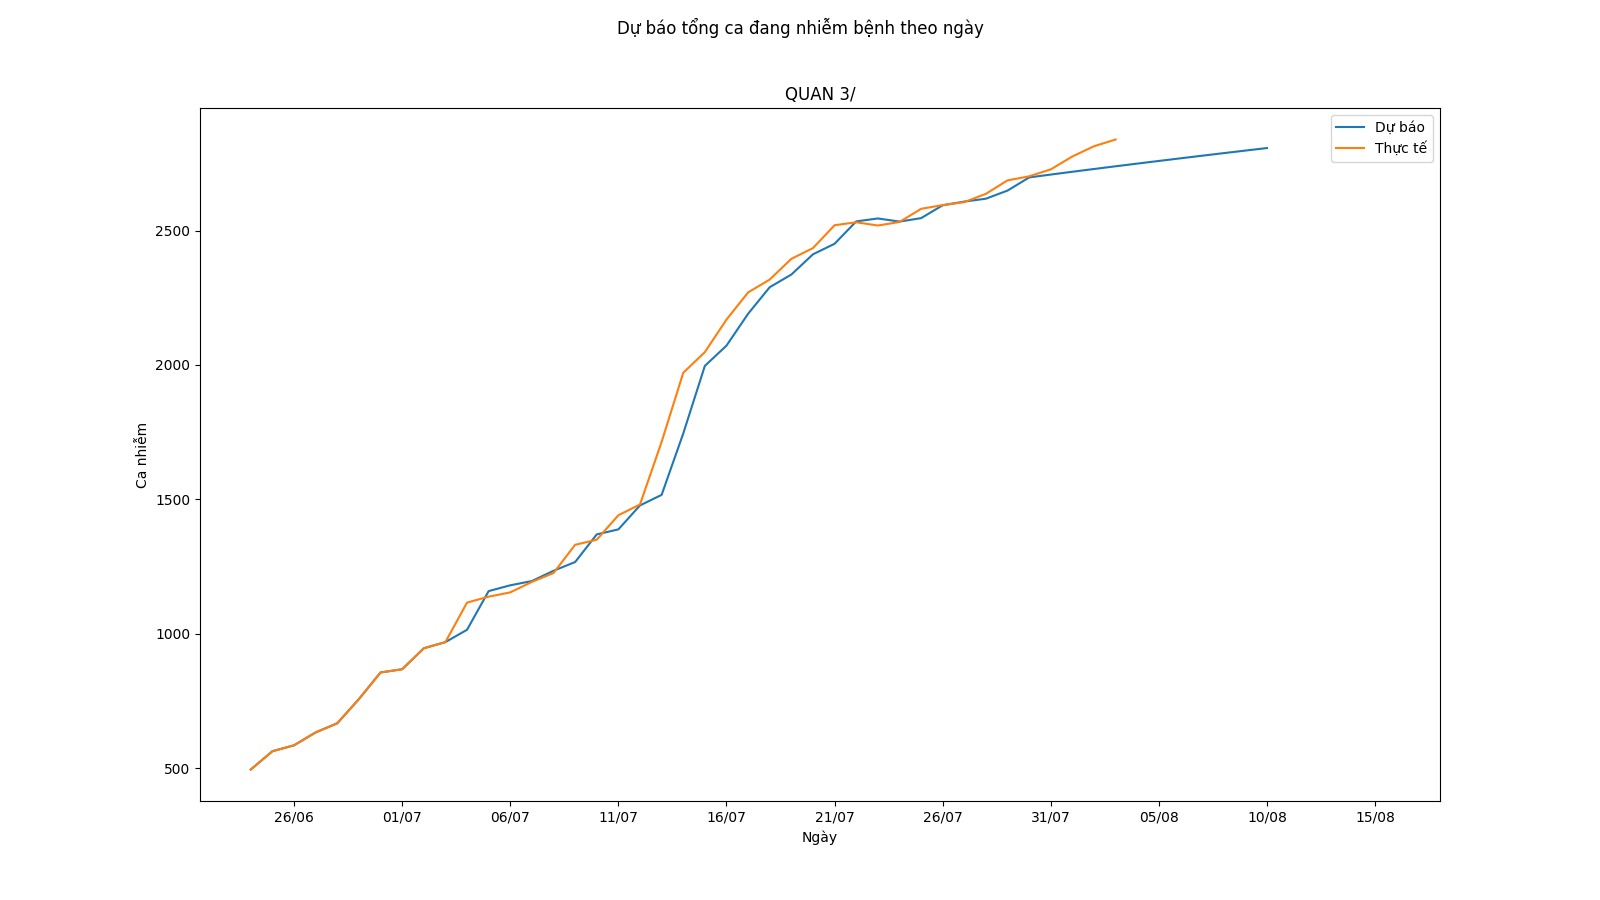 Dự báo tổng ca đang nhiễm bệnh theo ngày
QUAN 3/
Dự báo
Thực tế
Ca nhiễm
2500
2000
1500
1000
500
26/06
01/07
06/07
11/07
16/07
21/07
26/07
31/07
05/08
10/08
15/08
Ngày